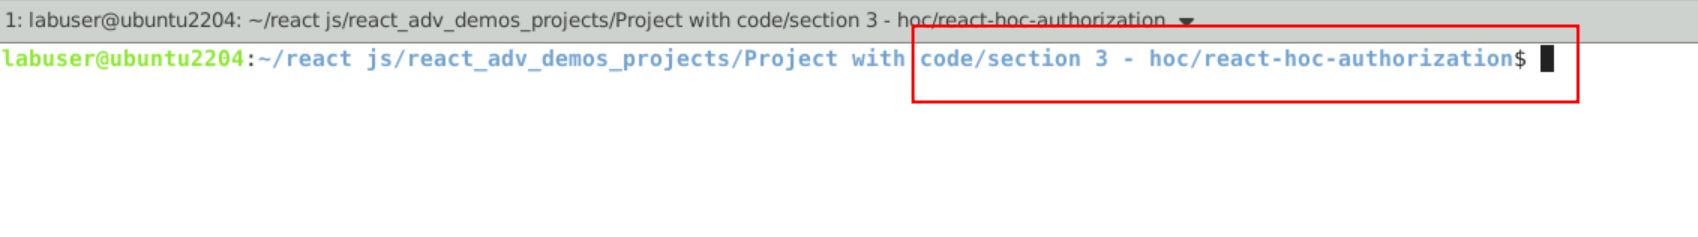 1: labuser@ubuntu2204: ~/react js/react_adv_demos_projects/Project with code/section 3 - hoc/react-hoc-authorization
labuser@ubuntu2204:~/react js/react_adv_demos_projects/Project with code/section 3 - hoc/react-hoc-authorization$